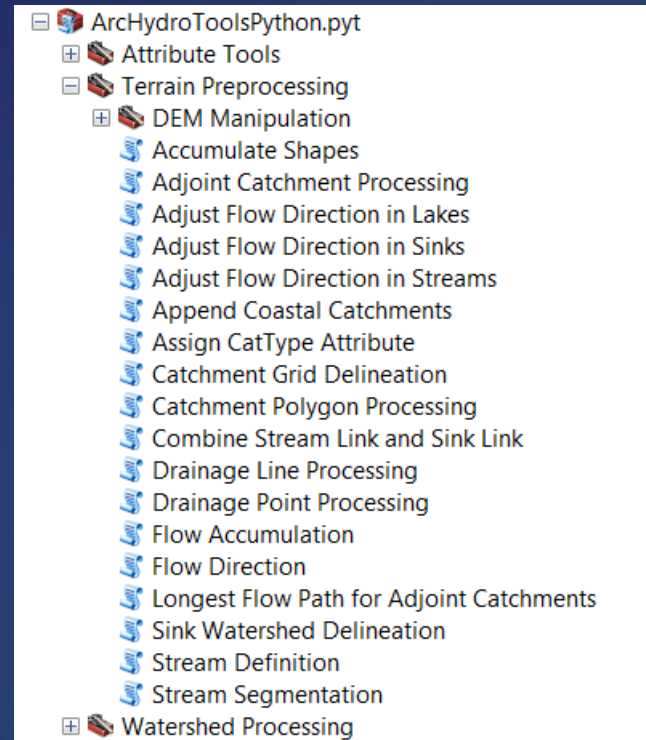 ArcHydroToolsPython.pyt
Attribute Tools
Terrain Preprocessing
DEM Manipulation
Accumulate Shapes
Adjoint Catchment Processing
Adjust Flow Direction in Lakes
Adjust Flow Direction in Sinks
Adjust Flow Direction in Streams
Append Coastal Catchments
Assign CatType Attribute
Catchment Grid Delineation
Catchment Polygon Processing
Combine Stream Link and Sink Link
Drainage Line Processing
Drainage Point Processing
Flow Accumulation
Flow Direction
Longest Flow Path for Adjoint Catchments
Sink Watershed Delineation
Stream Definition
Stream Segmentation
Watershed Processing